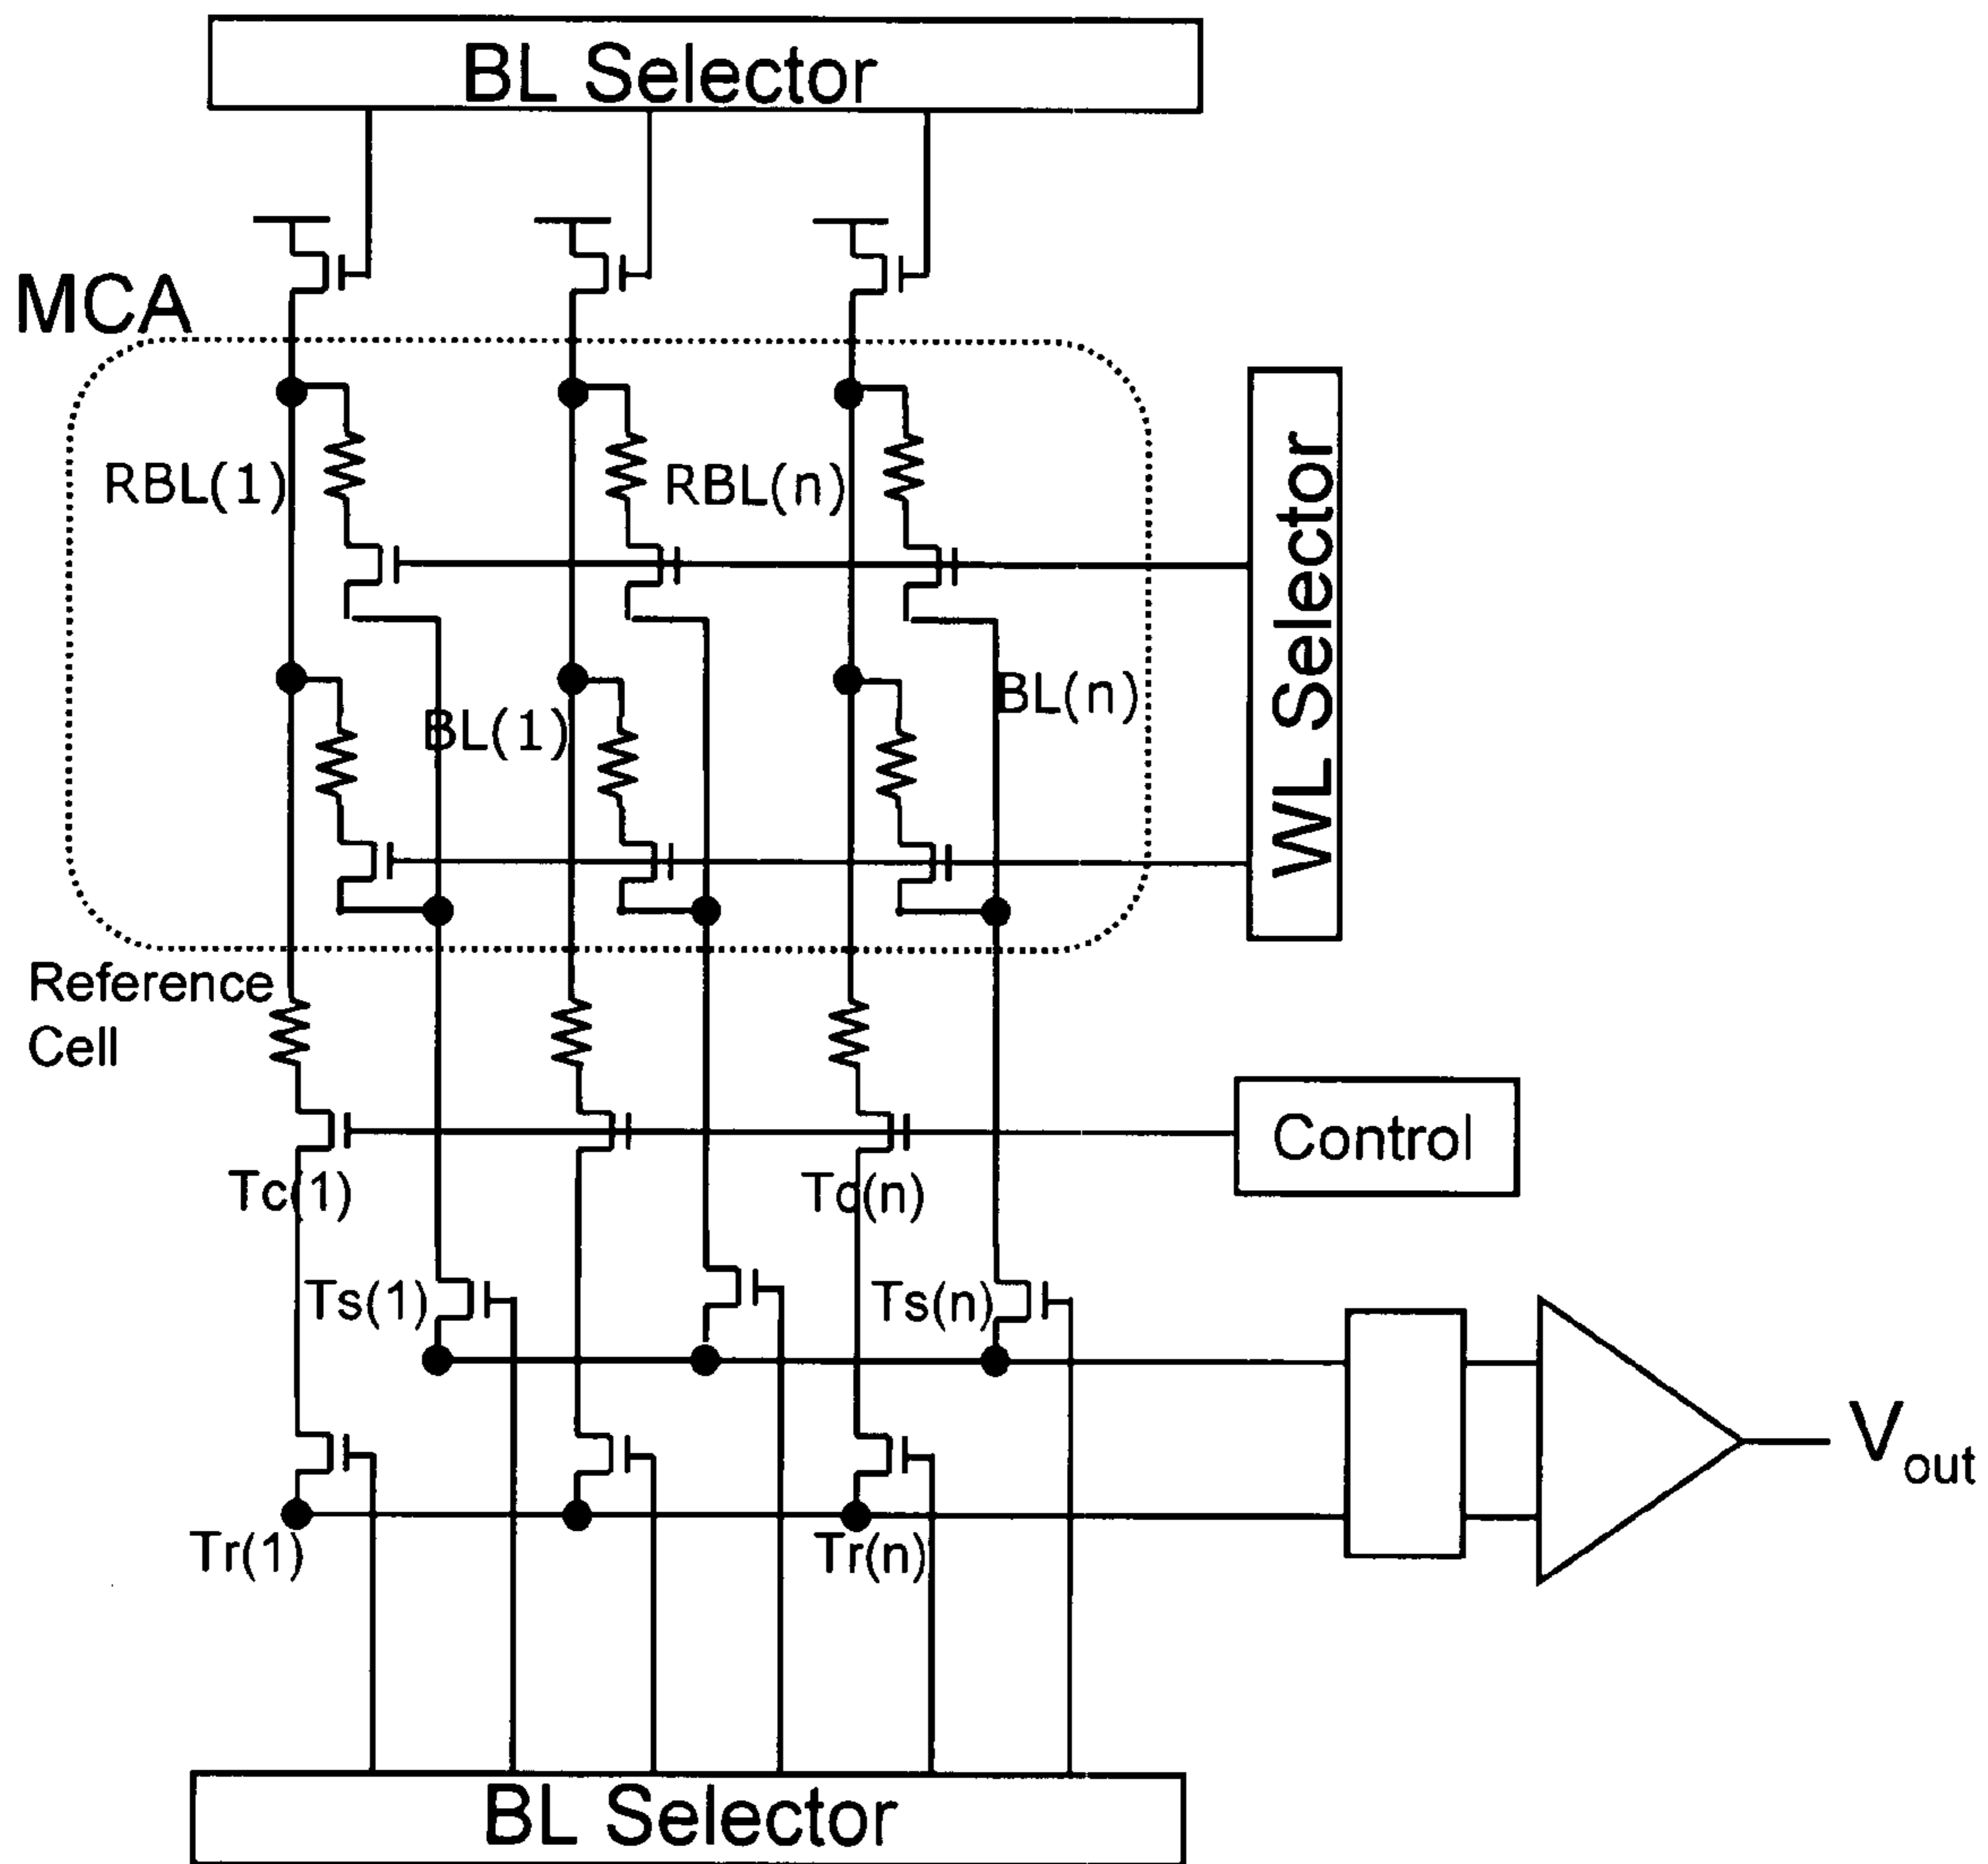 BL Selector
MCA
RBL(1)
RBL(n)
WL Selector
BL(1)
BL(n)
Reference
Cell
Control
Tc(1)
Tc(n)
Ts(1)
Ts(n)
Vout
Tr(1)
Tr(n)
BL Selector